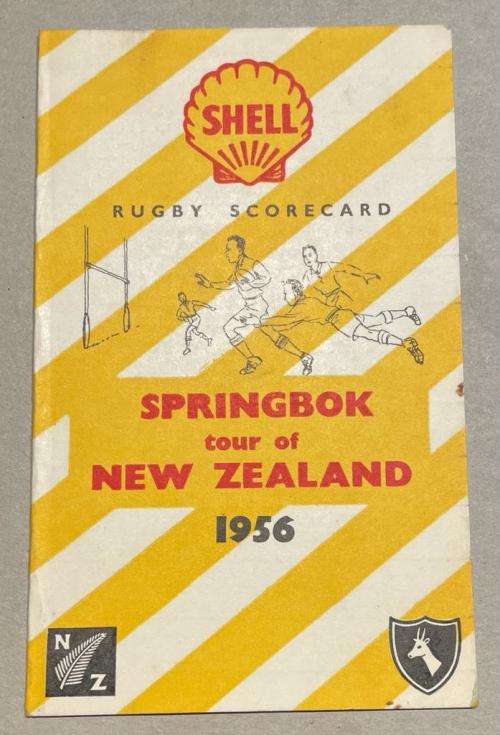 SHELL
RUGBY SCORECARD
SPRINGBOK
tour of
NEW ZEALAND
1956
N
Z